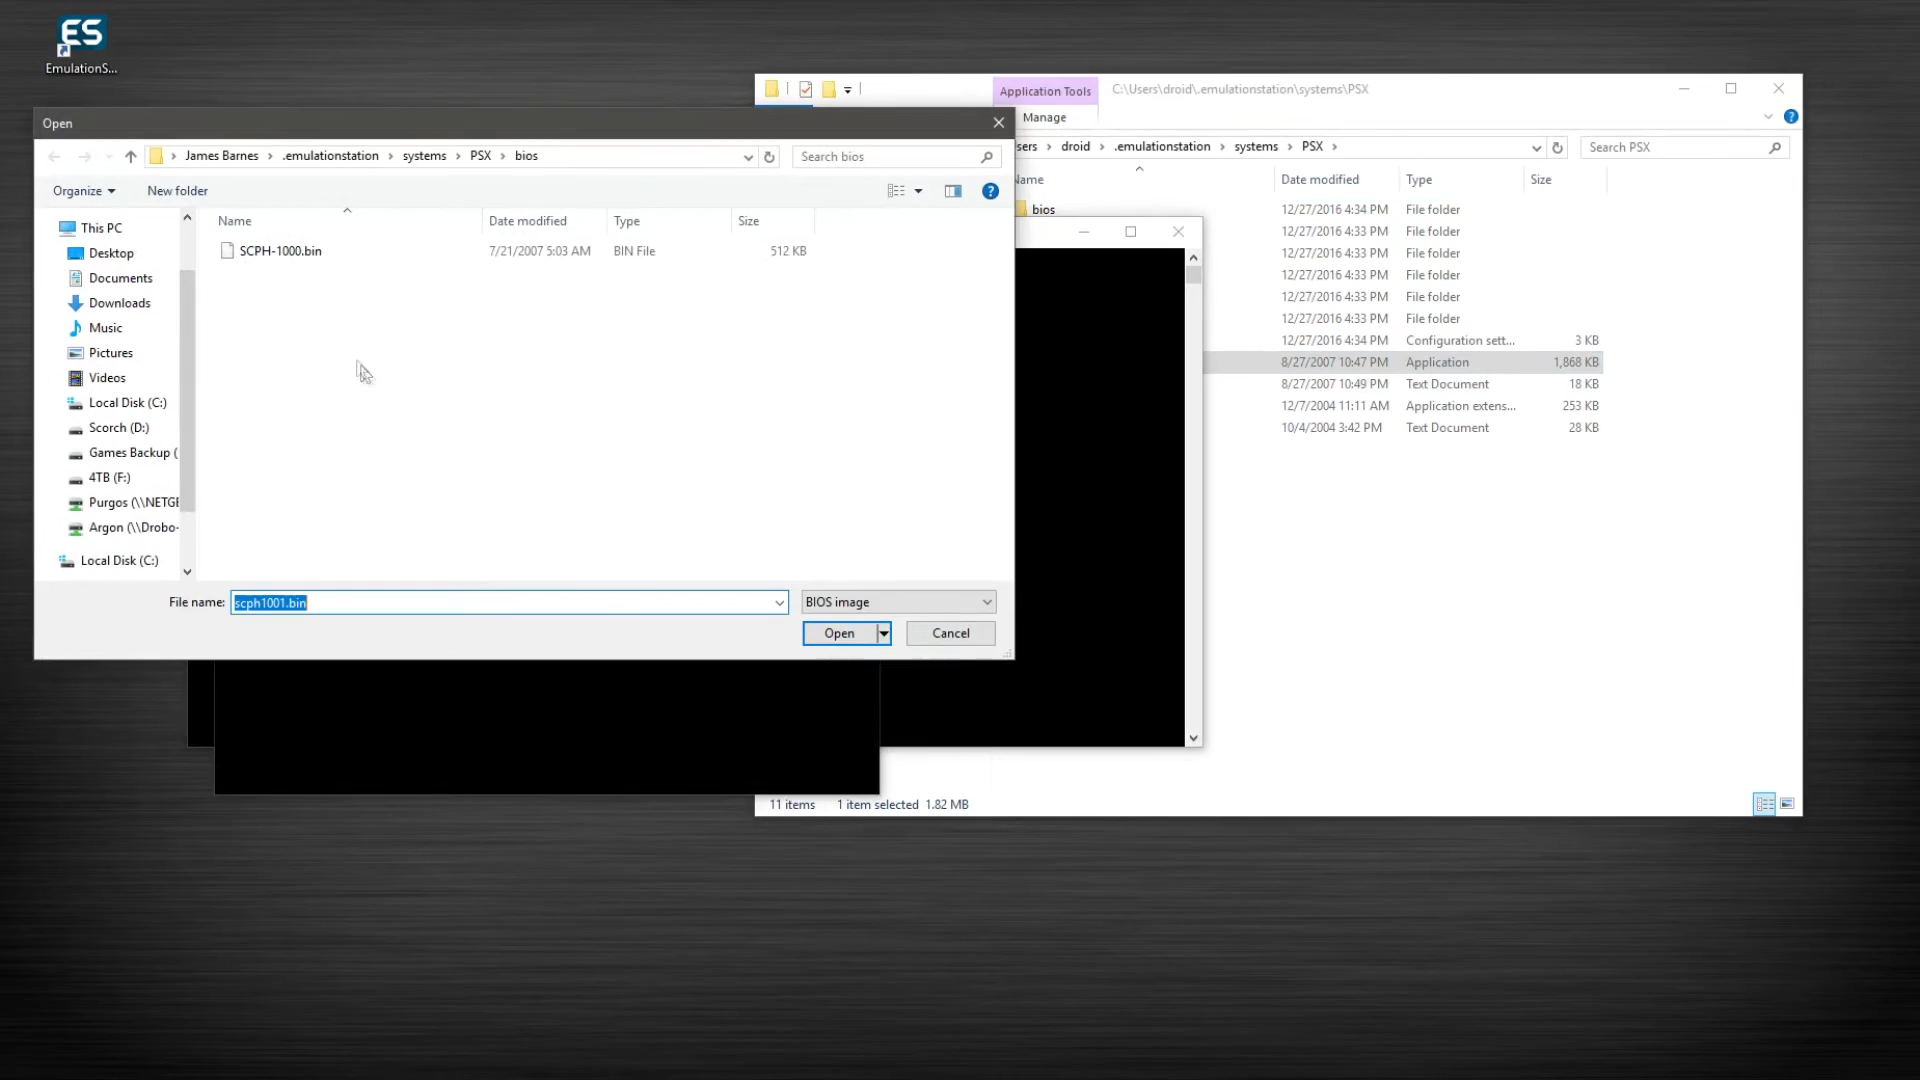 ES
EmulationS...
Application Tools
C:\Users\droid\.emulationstation\systems\PSX
Manage
sers > droid > .emulationstation > systems > PSX >
Search PSX
Name
Date modified
Type
Size
bios
12/27/2016 4:34 PM
File folder
12/27/2016 4:33 PM
File folder
12/27/2016 4:33 PM
File folder
12/27/2016 4:33 PM
File folder
12/27/2016 4:33 PM
File folder
12/27/2016 4:33 PM
File folder
12/27/2016 4:34 PM
Configuration sett...
3 KB
8/27/2007 10:47 PM
Application
1,868 KB
8/27/2007 10:49 PM
Text Document
18 KB
12/7/2004 11:11 AM
Application extens...
253 KB
10/4/2004 3:42 PM
Text Document
28 KB
11 items
1 item selected 1.82 MB
Open
James Barnes > .emulationstation > systems > PSX > bios
Search bios
Organize
New folder
This PC
Desktop
Documents
Downloads
Music
Pictures
Videos
Local Disk (C:)
Scorch (D:)
Games Backup (
4TB (F:)
Purgos (\\NETGE
Argon (\\Drobo-
Local Disk (C:)
Name
Date modified
Type
Size
SCPH-1000.bin
7/21/2007 5:03 AM
BIN File
512 KB
File name:
scph1001.bin
BIOS image
Open
Cancel